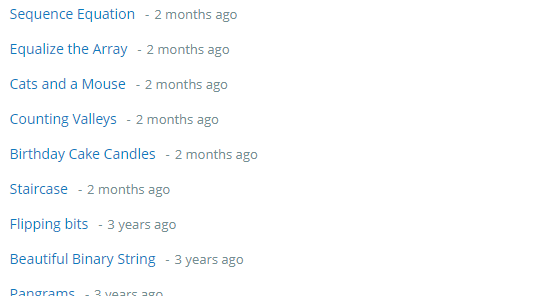 Sequence Equation - 2 months ago
Equalize the Array - 2 months ago
Cats and a Mouse - 2 months ago
Counting Valleys - 2 months ago
Birthday Cake Candles - 2 months ago
Staircase - 2 months ago
Flipping bits - 3 years ago
Beautiful Binary String - 3 years ago
Pangrams - 3 years ago